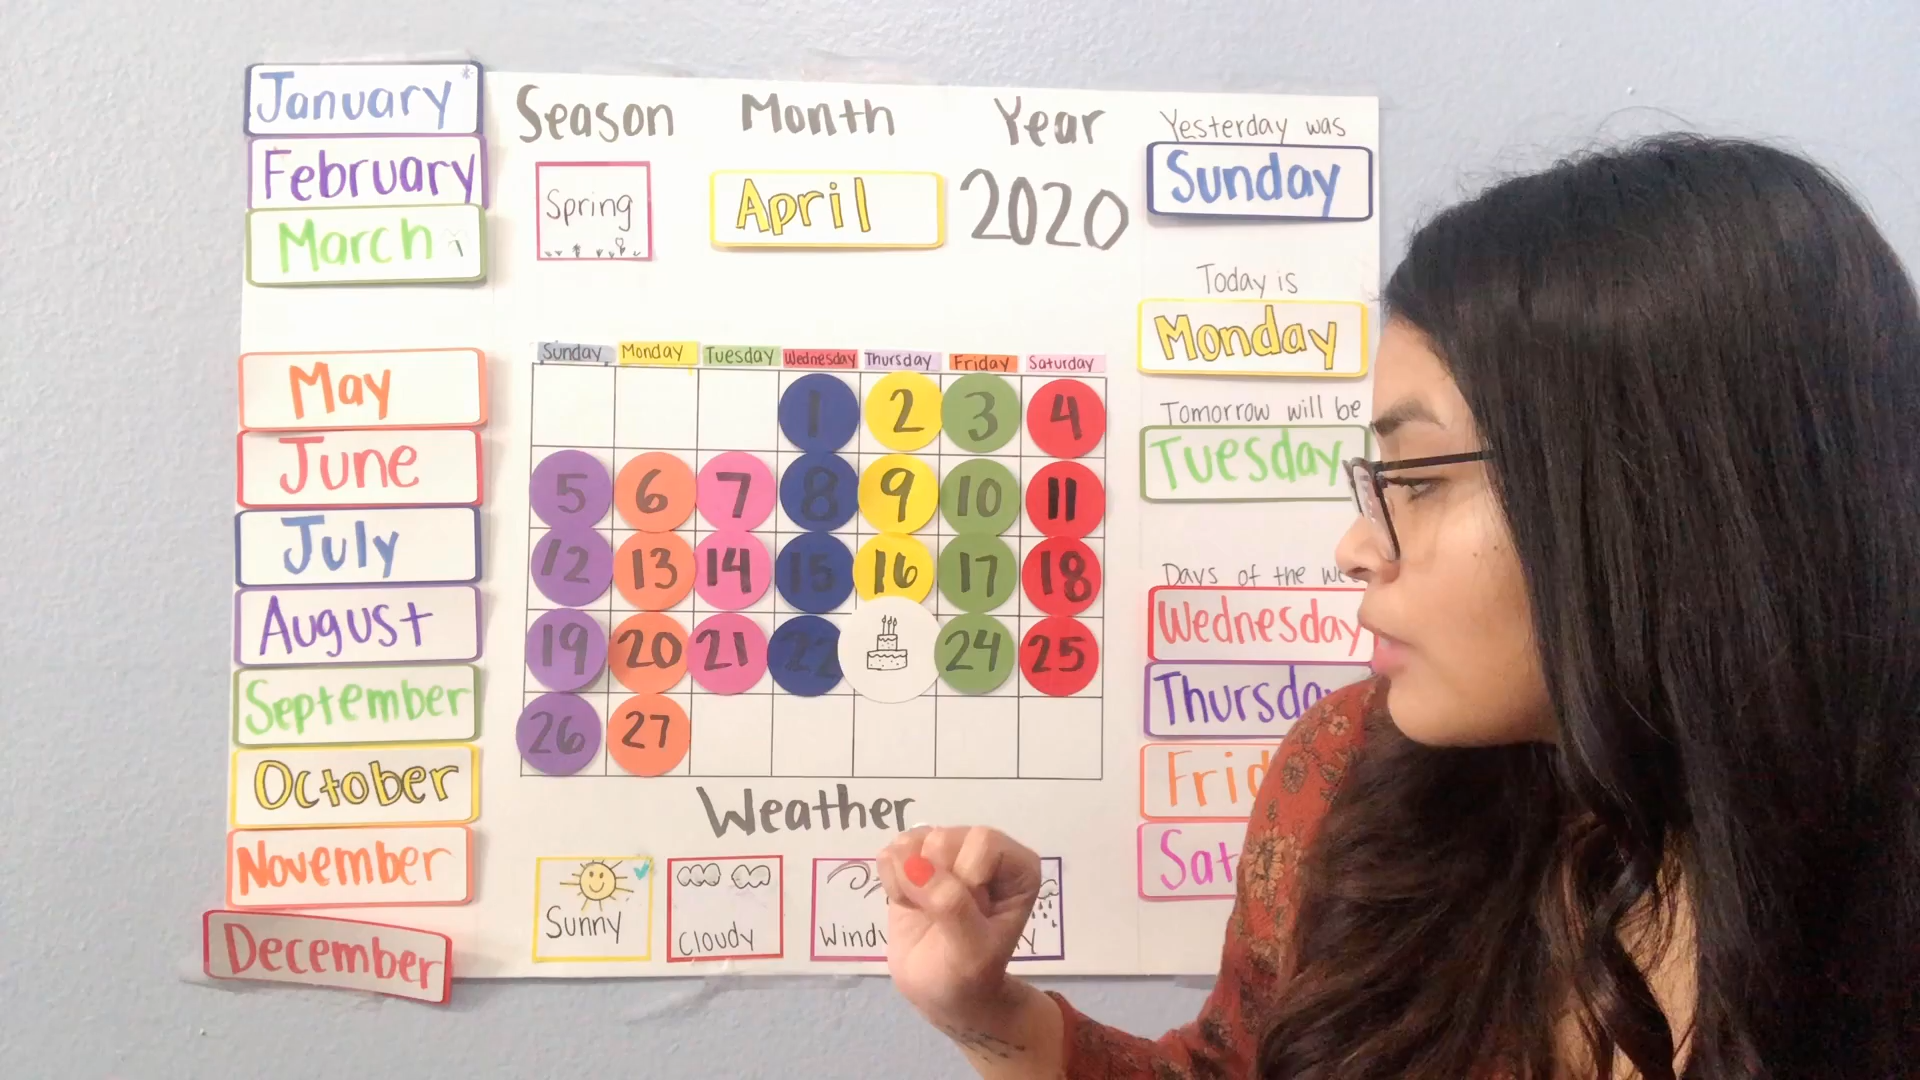 January
February
March
May
June
July
August
September
October
November
December
Season
Month
Year
Spring
April
2020
Sunday Monday Tuesday Wednesday Thursday Friday Saturday
1 2 3 4
5 6 7 8 9 10 11
12 13 14 15 16 17 18
19 20 21 22 24 25
26 27
Weather
Sunny
Cloudy
Yesterday was
Sunday
Today is
Monday
Tomorrow will be
Tuesday
Days of the
Wednesday